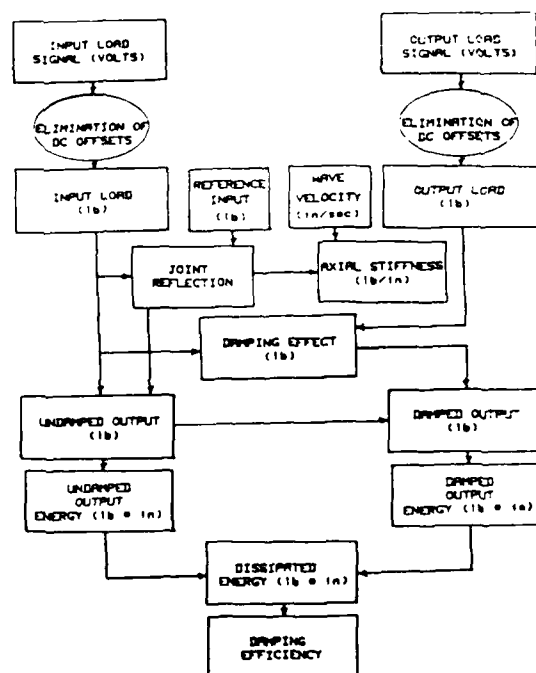 INPUT LOAD
SIGNAL (VOLTS)
OUTPUT LOAD
SIGNAL (VOLTS)
ELIMINATION OF
DC OFFSETS
ELIMINATION OF
DC OFFSETS
INPUT LOAD
(lb)
REFERENCE
INPUT
(lb)
WAVE
VELOCITY
(in/sec)
OUTPUT LOAD
(lb)
JOINT
REFLECTION
AXIAL STIFFNESS
(lb/in)
DAMPING EFFECT
(lb)
UNDAMPED OUTPUT
(lb)
DAMPED OUTPUT
(lb)
UNDAMPED
OUTPUT
ENERGY (lb * in)
DAMPED
OUTPUT
ENERGY (lb * in)
DISSIPATED
ENERGY (lb * in)
DAMPING
EFFICIENCY